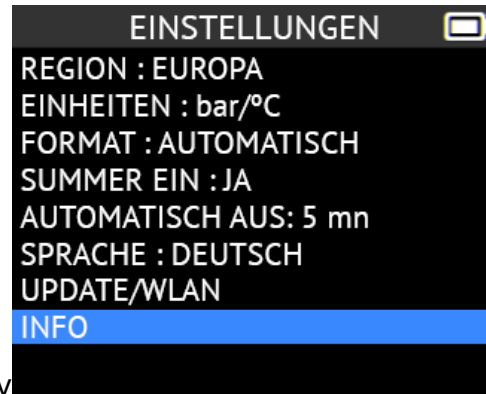 EINSTELLUNGEN
REGION : EUROPA
EINHEITEN : bar/ºC
FORMAT : AUTOMATISCH
SUMMER EIN : JA
AUTOMATISCH AUS: 5 mn
SPRACHE : DEUTSCH
UPDATE/WLAN
INFO
v